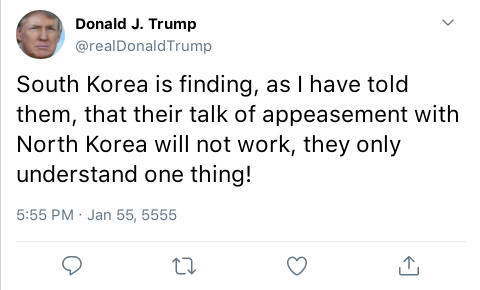 Donald J. Trump
@realDonaldTrump
South Korea is finding, as I have told
them, that their talk of appeasement with
North Korea will not work, they only
understand one thing!
5:55 PM · Jan 55, 5555